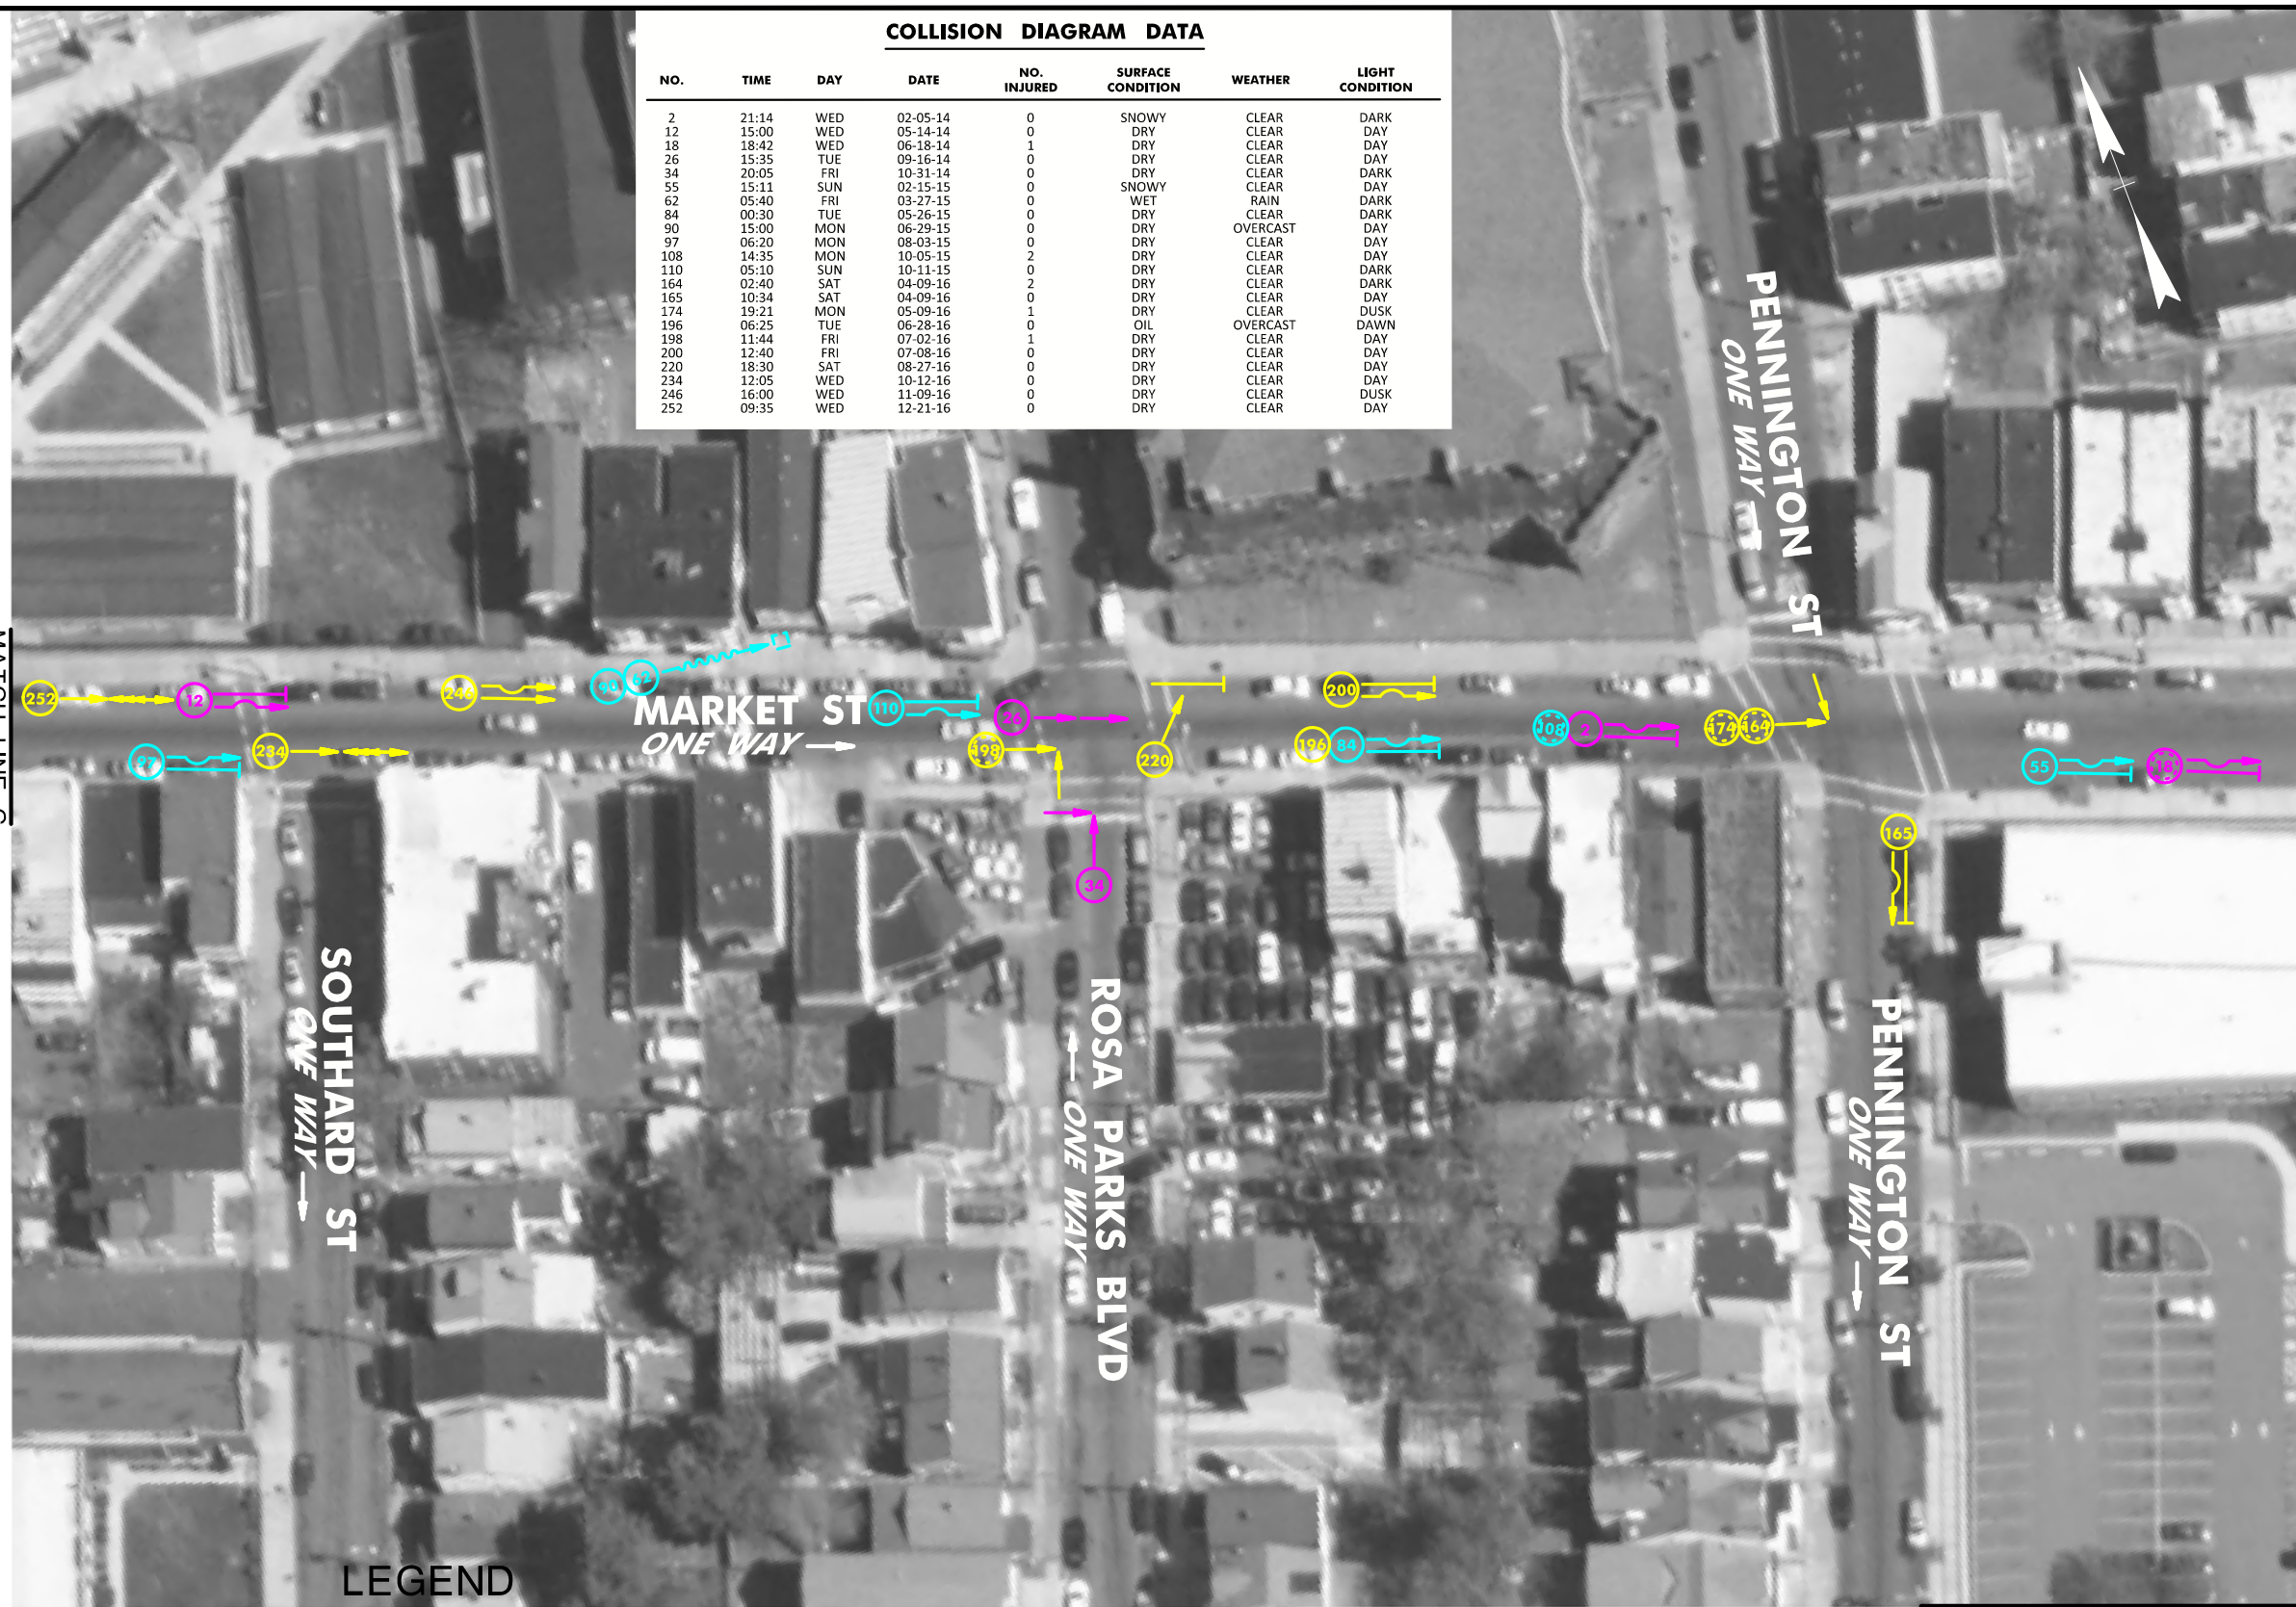 COLLISION DIAGRAM DATA
NO. TIME DAY DATE NO. INJURED SURFACE CONDITION WEATHER LIGHT CONDITION
2 21:14 WED 02-05-14 0 SNOWY CLEAR DARK
12 15:00 WED 05-14-14 0 DRY CLEAR DAY
18 18:42 WED 06-18-14 1 DRY CLEAR DAY
26 15:35 TUE 09-16-14 0 DRY CLEAR DAY
34 20:05 FRI 10-31-14 0 DRY CLEAR DARK
55 15:11 SUN 02-15-15 0 SNOWY CLEAR DAY
62 05:40 FRI 03-27-15 0 WET RAIN DARK
84 00:30 TUE 05-26-15 0 DRY CLEAR DARK
90 15:00 MON 06-29-15 0 DRY OVERCAST DAY
97 06:20 MON 08-03-15 0 DRY CLEAR DAY
108 14:35 MON 10-05-15 2 DRY CLEAR DAY
110 05:10 SUN 10-11-15 0 DRY CLEAR DARK
164 02:40 SAT 04-09-16 2 DRY CLEAR DARK
165 10:34 SAT 04-09-16 0 DRY CLEAR DAY
174 19:21 MON 05-09-16 1 DRY CLEAR DUSK
196 06:25 TUE 06-28-16 0 OIL OVERCAST DAWN
198 11:44 FRI 07-02-16 1 DRY CLEAR DAY
200 12:40 FRI 07-08-16 0 DRY CLEAR DAY
220 18:30 SAT 08-27-16 0 DRY CLEAR DAY
234 12:05 WED 10-12-16 0 DRY CLEAR DAY
246 16:00 WED 11-09-16 0 DRY CLEAR DUSK
252 09:35 WED 12-21-16 0 DRY CLEAR DAY
PENNINGTON ST
ONE WAY
252
12
246
90
62
110
26
200
108
2
174
164
MARKET ST
ONE WAY
97
234
198
220
196
84
55
18
34
165
SOUTHARD ST
ONE WAY
ROSA PARKS BLVD
ONE WAY
PENNINGTON ST
ONE WAY
LEGEND